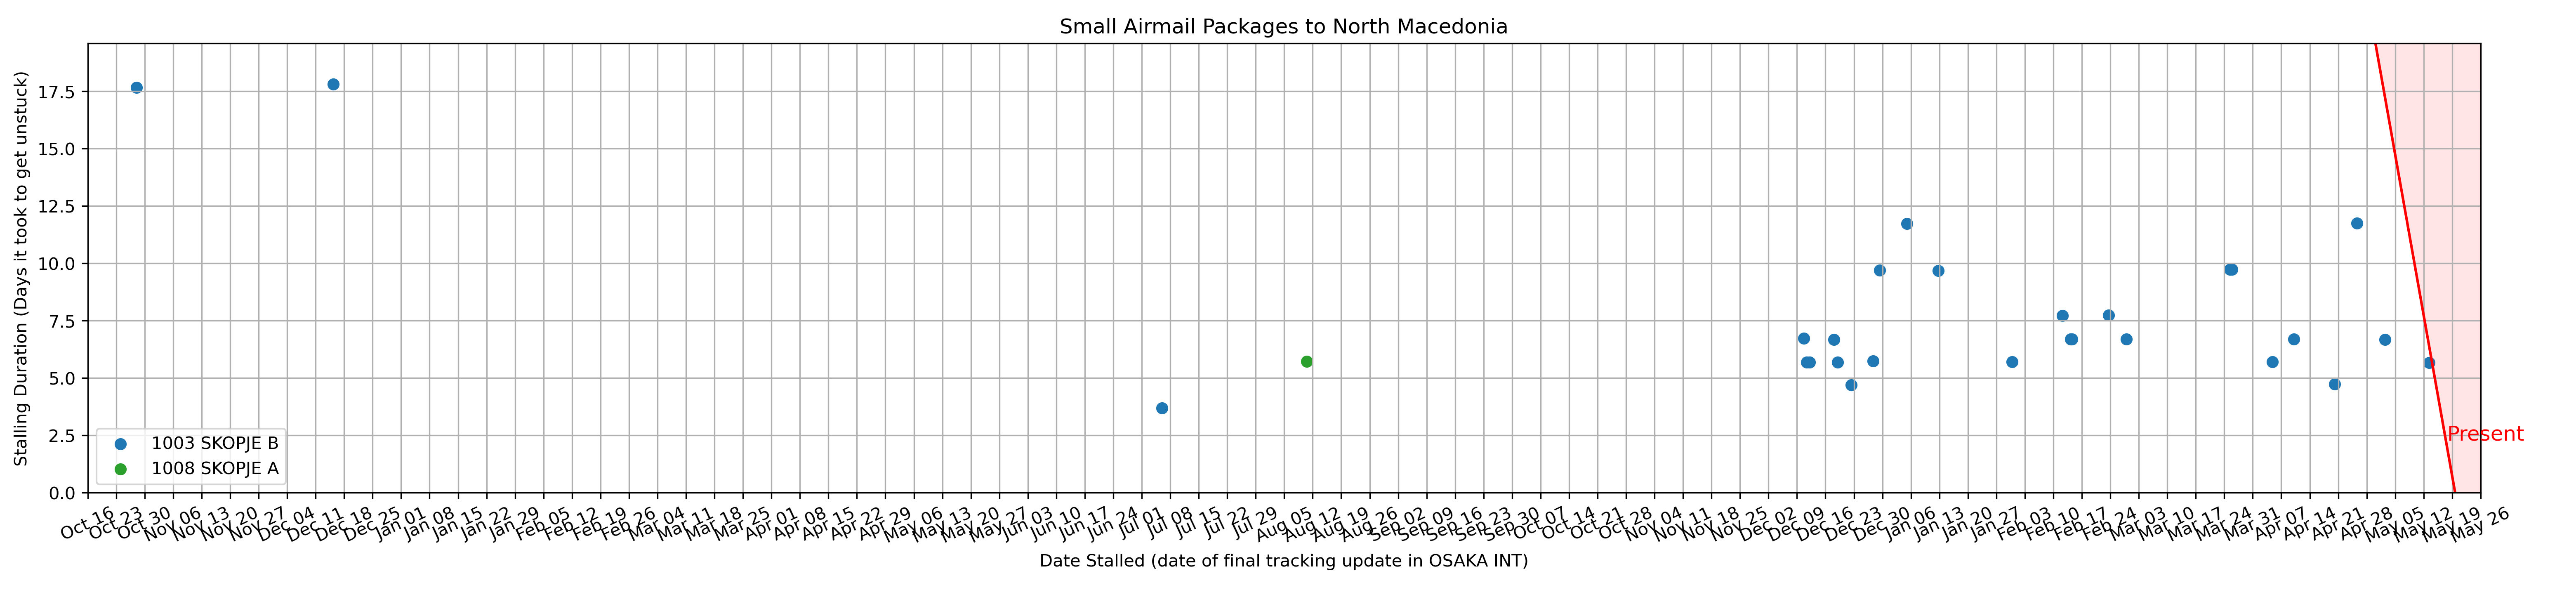 Small Airmail Packages to North Macedonia
Stalling Duration (Days it took to get unstuck)
17.5
15.0
12.5
10.0
7.5
5.0
2.5
0.0
1003 SKOPJE B
1008 SKOPJE A
Present
Oct 16
Oct 23
Oct 30
Nov 06
Nov 13
Nov 20
Nov 27
Dec 04
Dec 11
Dec 18
Dec 25
Jan 01
Jan 08
Jan 15
Jan 22
Jan 29
Feb 05
Feb 12
Feb 19
Feb 26
Mar 04
Mar 11
Mar 18
Mar 25
Apr 01
Apr 08
Apr 15
Apr 22
Apr 29
May 06
May 13
May 20
May 27
Jun 03
Jun 10
Jun 17
Jun 24
Jul 01
Jul 08
Jul 15
Jul 22
Jul 29
Aug 05
Aug 12
Aug 19
Aug 26
Sep 02
Sep 09
Sep 16
Sep 23
Sep 30
Oct 07
Oct 14
Oct 21
Oct 28
Nov 04
Nov 11
Nov 18
Nov 25
Dec 02
Dec 09
Dec 16
Dec 23
Dec 30
Jan 06
Jan 13
Jan 20
Jan 27
Feb 03
Feb 10
Feb 17
Feb 24
Mar 03
Mar 10
Mar 17
Mar 24
Mar 31
Apr 07
Apr 14
Apr 21
Apr 28
May 05
May 12
May 19
May 26
Date Stalled (date of final tracking update in OSAKA INT)